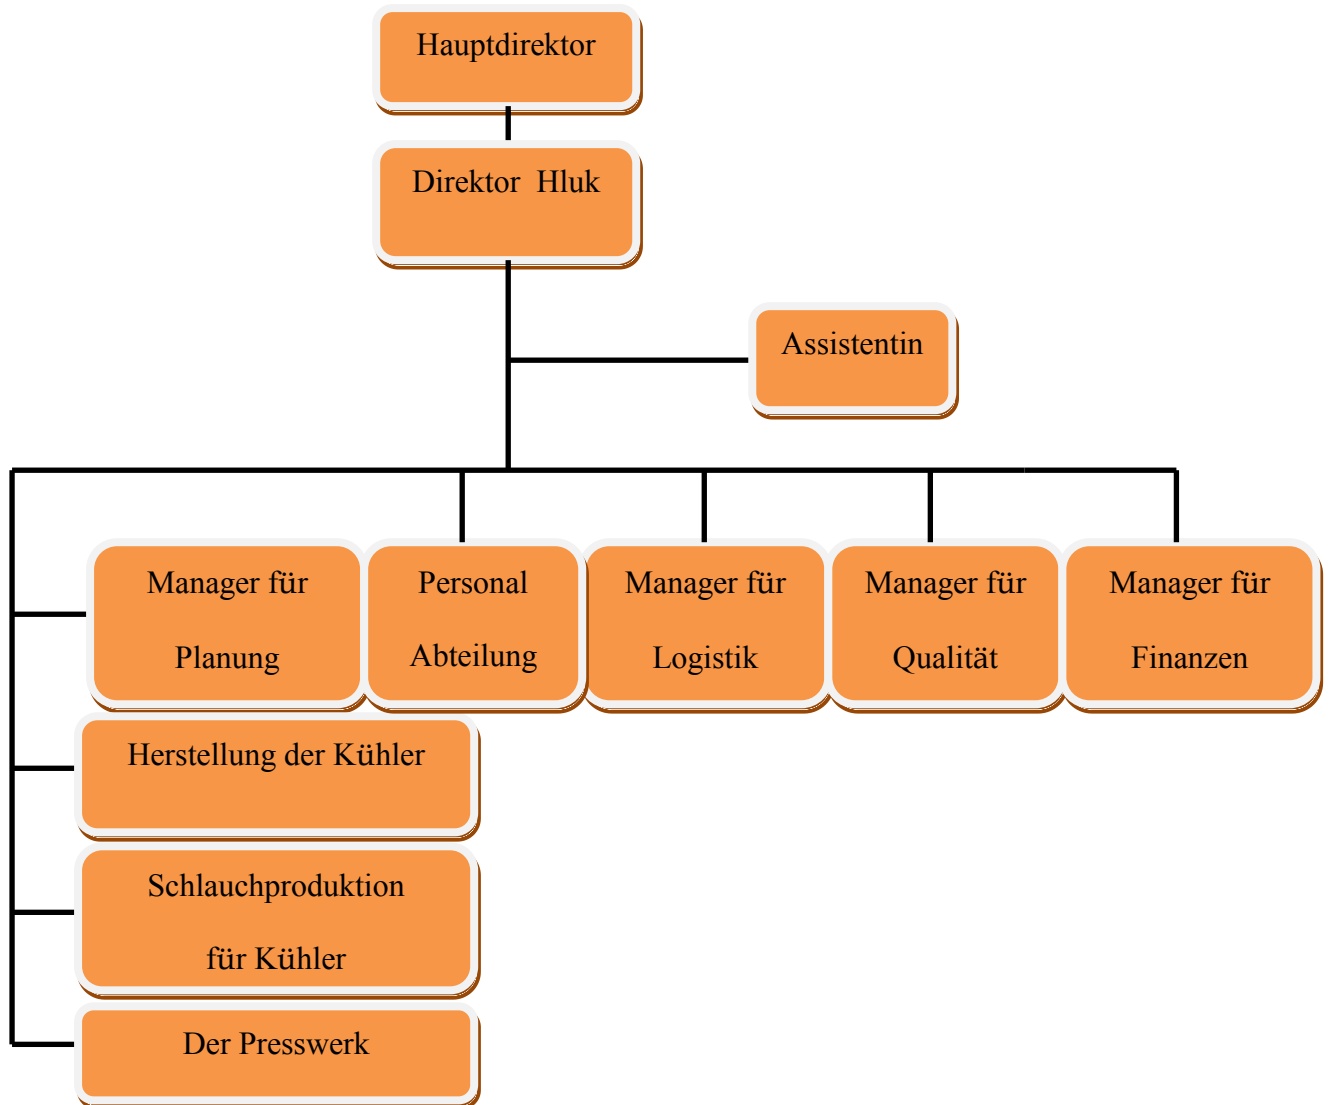 Hauptdirektor
Direktor  Hluk
Assistentin
Manager für
Planung
Personal
Abteilung
Manager für
Logistik
Manager für
Qualität
Manager für
Finanzen
Herstellung der Kühler
Schlauchproduktion
für Kühler
Der Presswerk